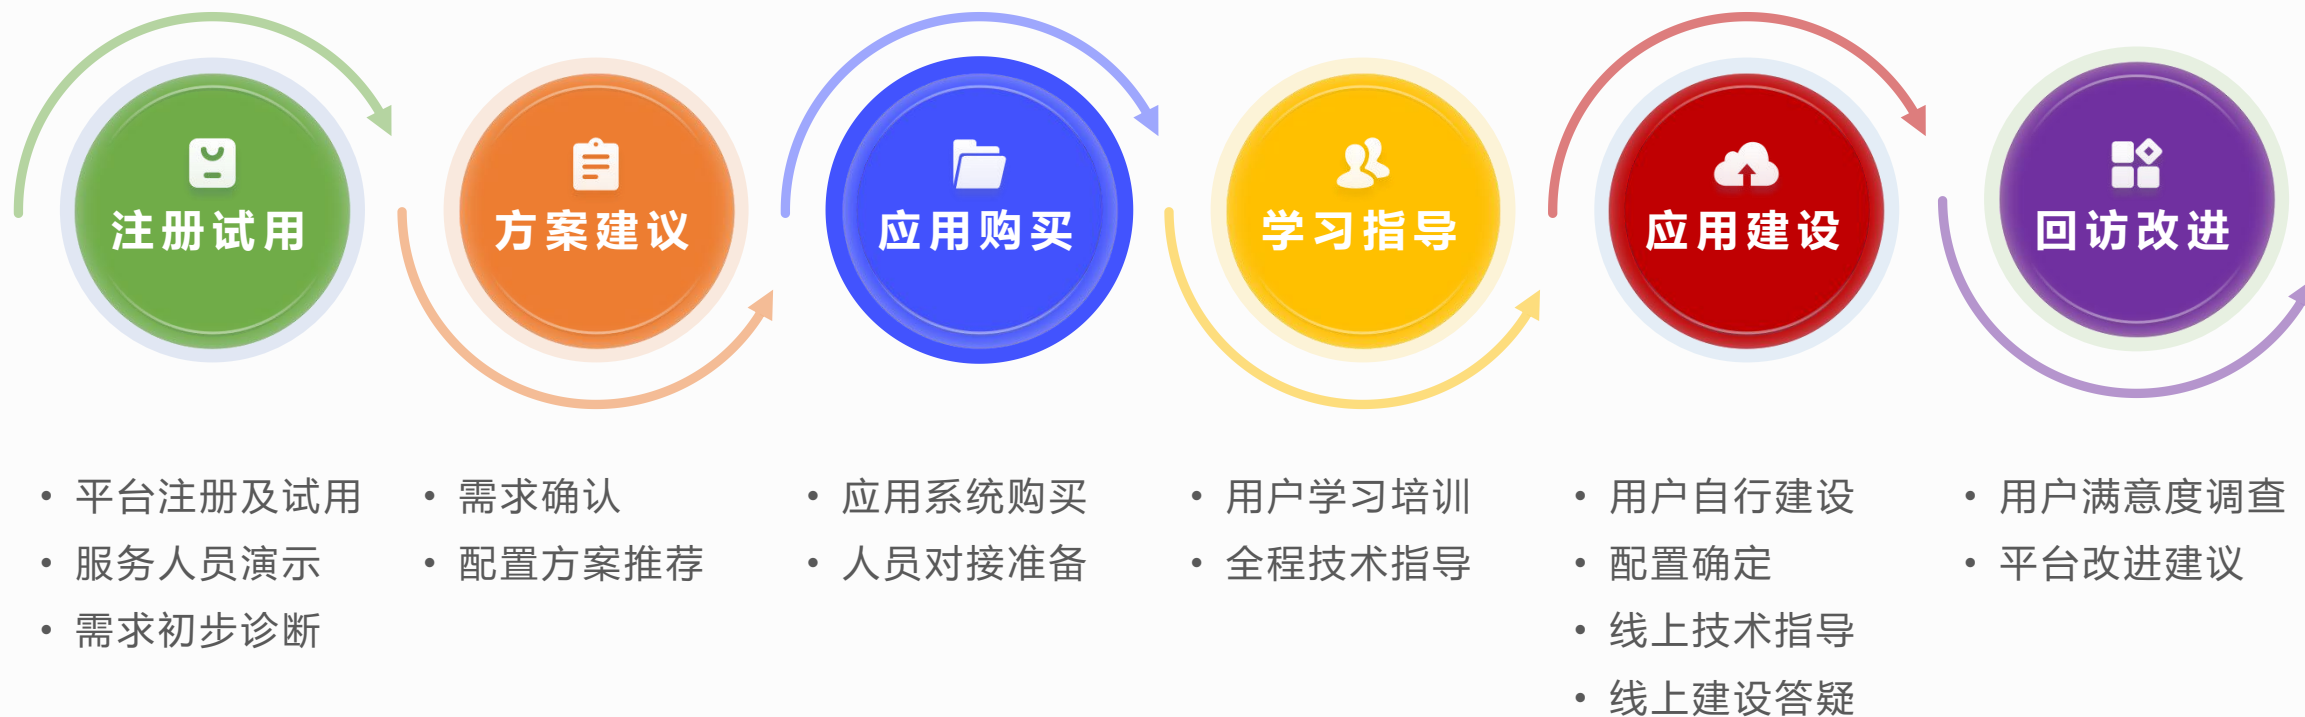 注册试用
方案建议
应用购买
学习指导
应用建设
回访改进
• 平台注册及试用
• 服务人员演示
• 需求初步诊断
• 需求确认
• 配置方案推荐
• 应用系统购买
• 人员对接准备
• 用户学习培训
• 全程技术指导
• 用户自行建设
• 配置确定
• 线上技术指导
• 线上建设答疑
• 用户满意度调查
• 平台改进建议